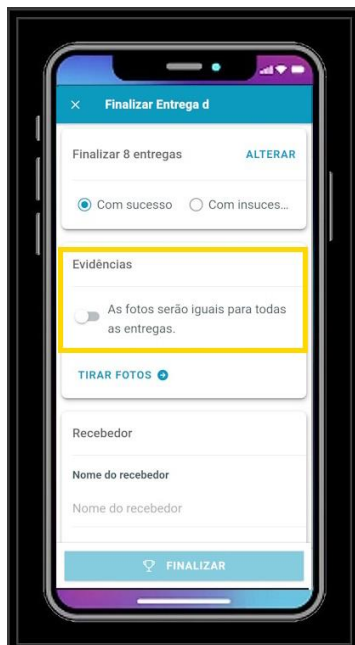 Finalizar Entrega d
Finalizar 8 entregas ALTERAR
Com sucesso Com insuces...
Evidências
As fotos serão iguais para todas
as entregas.
TIRAR FOTOS
Recebedor
Nome do recebedor
Nome do recebedor
FINALIZAR